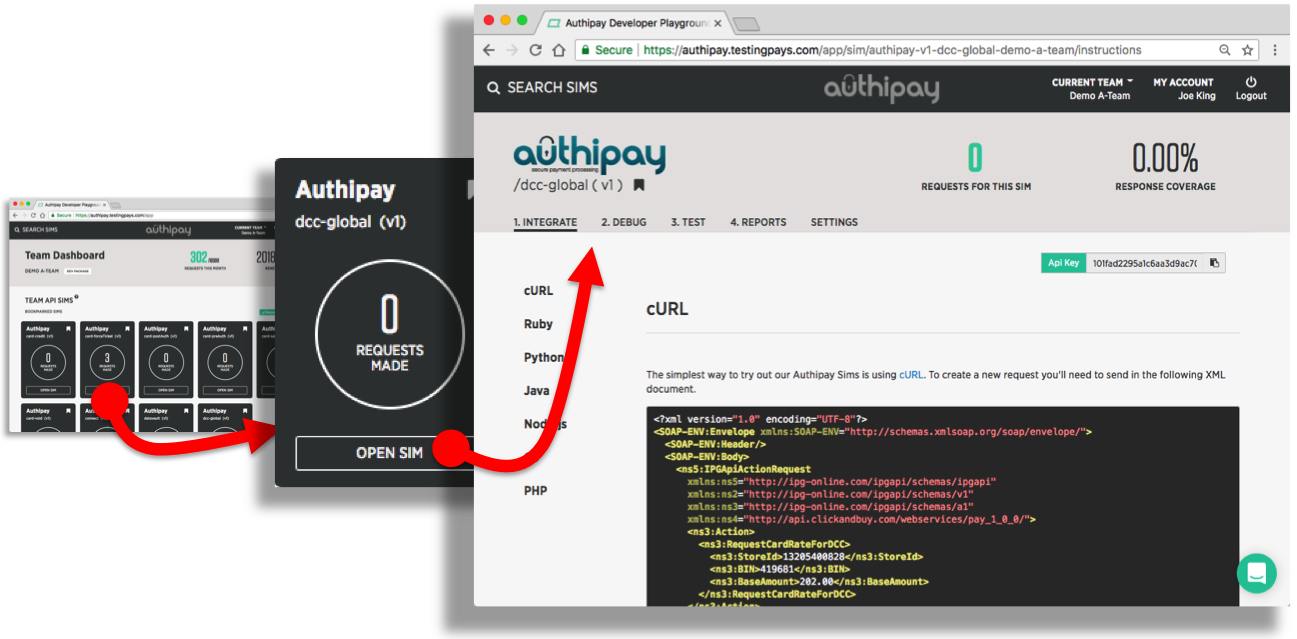 Authipay Developer Playground
Secure https://authipay.testingpays.com/app
SEARCH SIMS
authipay
CURRENT TEAM
Demo A-Team
Team Dashboard
DEMO A-TEAM
302
REQUESTS THIS MONTH
2018
TEAM API SIMS
BOOKMARKED SIMS
Authipay
card-credit (v1)
0
REQUESTS
MADE
OPEN SIM
Authipay
card-forceTicket (v1)
3
REQUESTS
MADE
Authipay
card-postAuth (v1)
0
REQUESTS
MADE
OPEN SIM
Authipay
card-preAuth (v1)
0
REQUESTS
MADE
OPEN SIM
Authipay
card-void (v1)
Authipay
datavault (v1)
Authipay
dcc-global (v1)
Authipay
dcc-global (v1)
0
REQUESTS
MADE
OPEN SIM
Authipay Developer Playground
Secure https://authipay.testingpays.com/app/sim/authipay-v1-dcc-global-demo-a-team/instructions
SEARCH SIMS
authipay
CURRENT TEAM
Demo A-Team
MY ACCOUNT
Joe King
Logout
authipay
secure payment processing
/dcc-global ( v1 )
0
REQUESTS FOR THIS SIM
0.00%
RESPONSE COVERAGE
1. INTEGRATE 2. DEBUG 3. TEST 4. REPORTS SETTINGS
Api Key 101fad2295a1c6aa3d9ac70
cURL
Ruby
Python
Java
PHP
cURL
The simplest way to try out our Authipay Sims is using cURL. To create a new request you'll need to send in the following XML
document.
<?xml version="1.0" encoding="UTF-8"?>
<SOAP-ENV:Envelope xmlns:SOAP-ENV="http://schemas.xmlsoap.org/soap/envelope/">
<SOAP-ENV:Header/>
<SOAP-ENV:Body>
<ns5:IPGApiActionRequest
xmlns:ns5="http://ipg-online.com/ipgapi/schemas/ipgapi"
xmlns:ns2="http://ipg-online.com/ipgapi/schemas/v1"
xmlns:ns3="http://ipg-online.com/ipgapi/schemas/a1"
xmlns:ns4="http://api.clickandbuy.com/webservices/pay_1_0_0/">
<ns3:Action>
<ns3:RequestCardRateForDCC>
<ns3:StoreId>13205400828</ns3:StoreId>
<ns3:BIN>419681</ns3:BIN>
<ns3:BaseAmount>202.00</ns3:BaseAmount>
</ns3:RequestCardRateForDCC>
</ns3:Action>